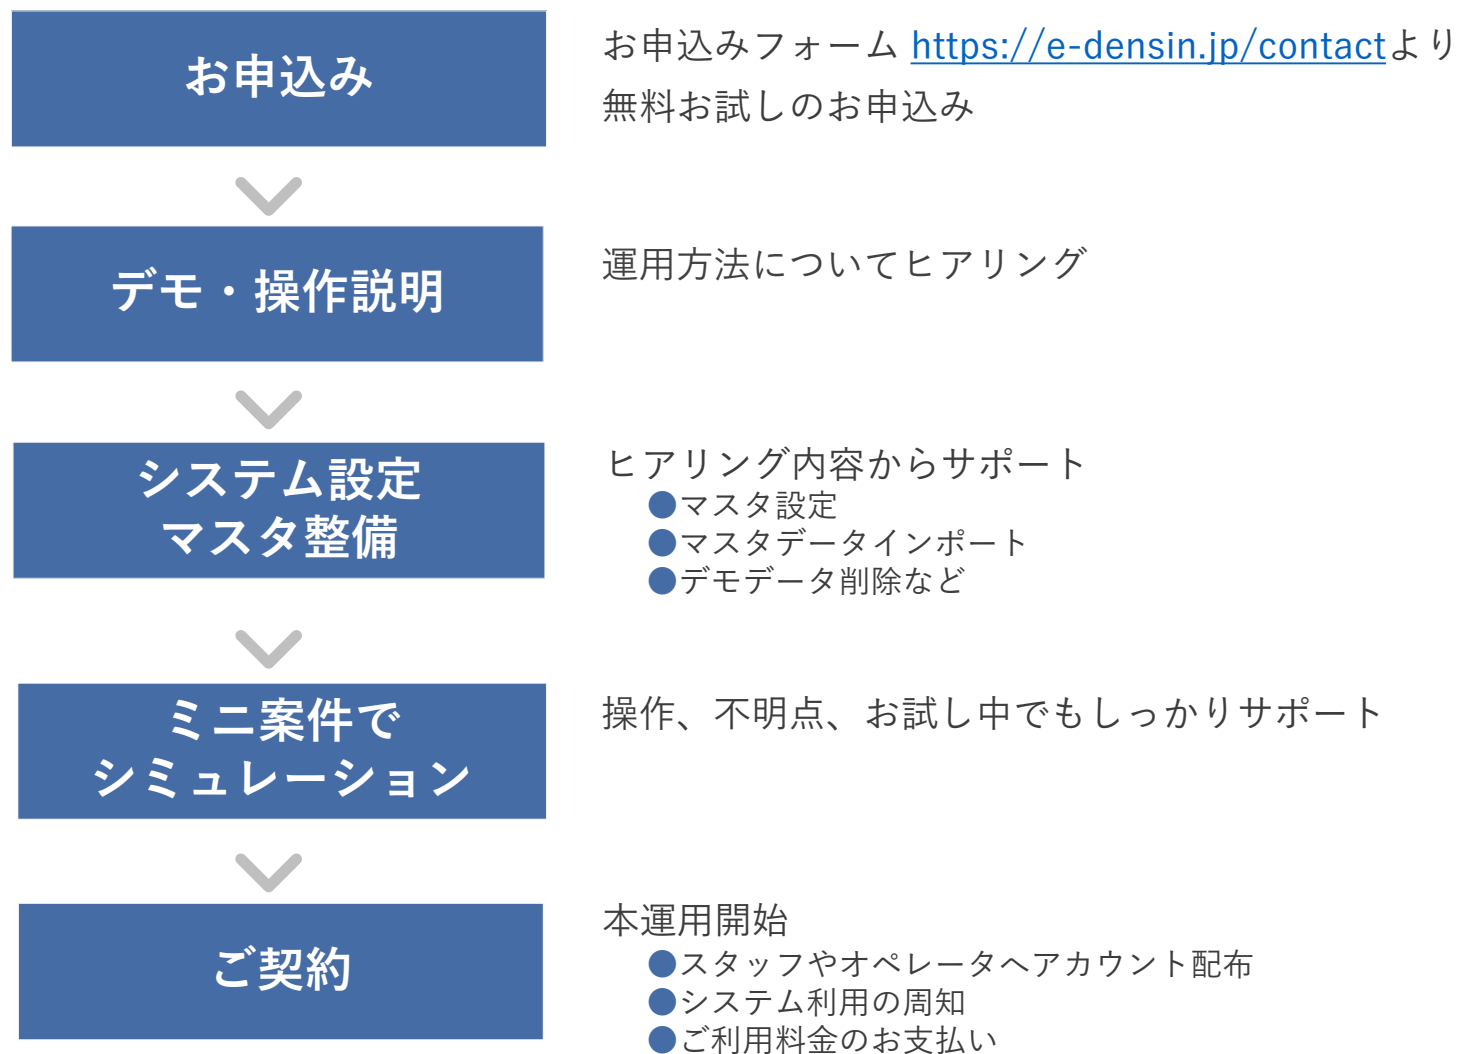 お申込み
お申込みフォーム https://e-densin.jp/contactより
無料お試しのお申込み
デモ・操作説明
運用方法についてヒアリング
システム設定
マスタ整備
ヒアリング内容からサポート
●マスタ設定
●マスタデータインポート
●デモデータ削除など
ミニ案件で
シミュレーション
操作、不明点、お試し中でもしっかりサポート
ご契約
本運用開始
●スタッフやオペレータへアカウント配布
●システム利用の周知
●ご利用料金のお支払い